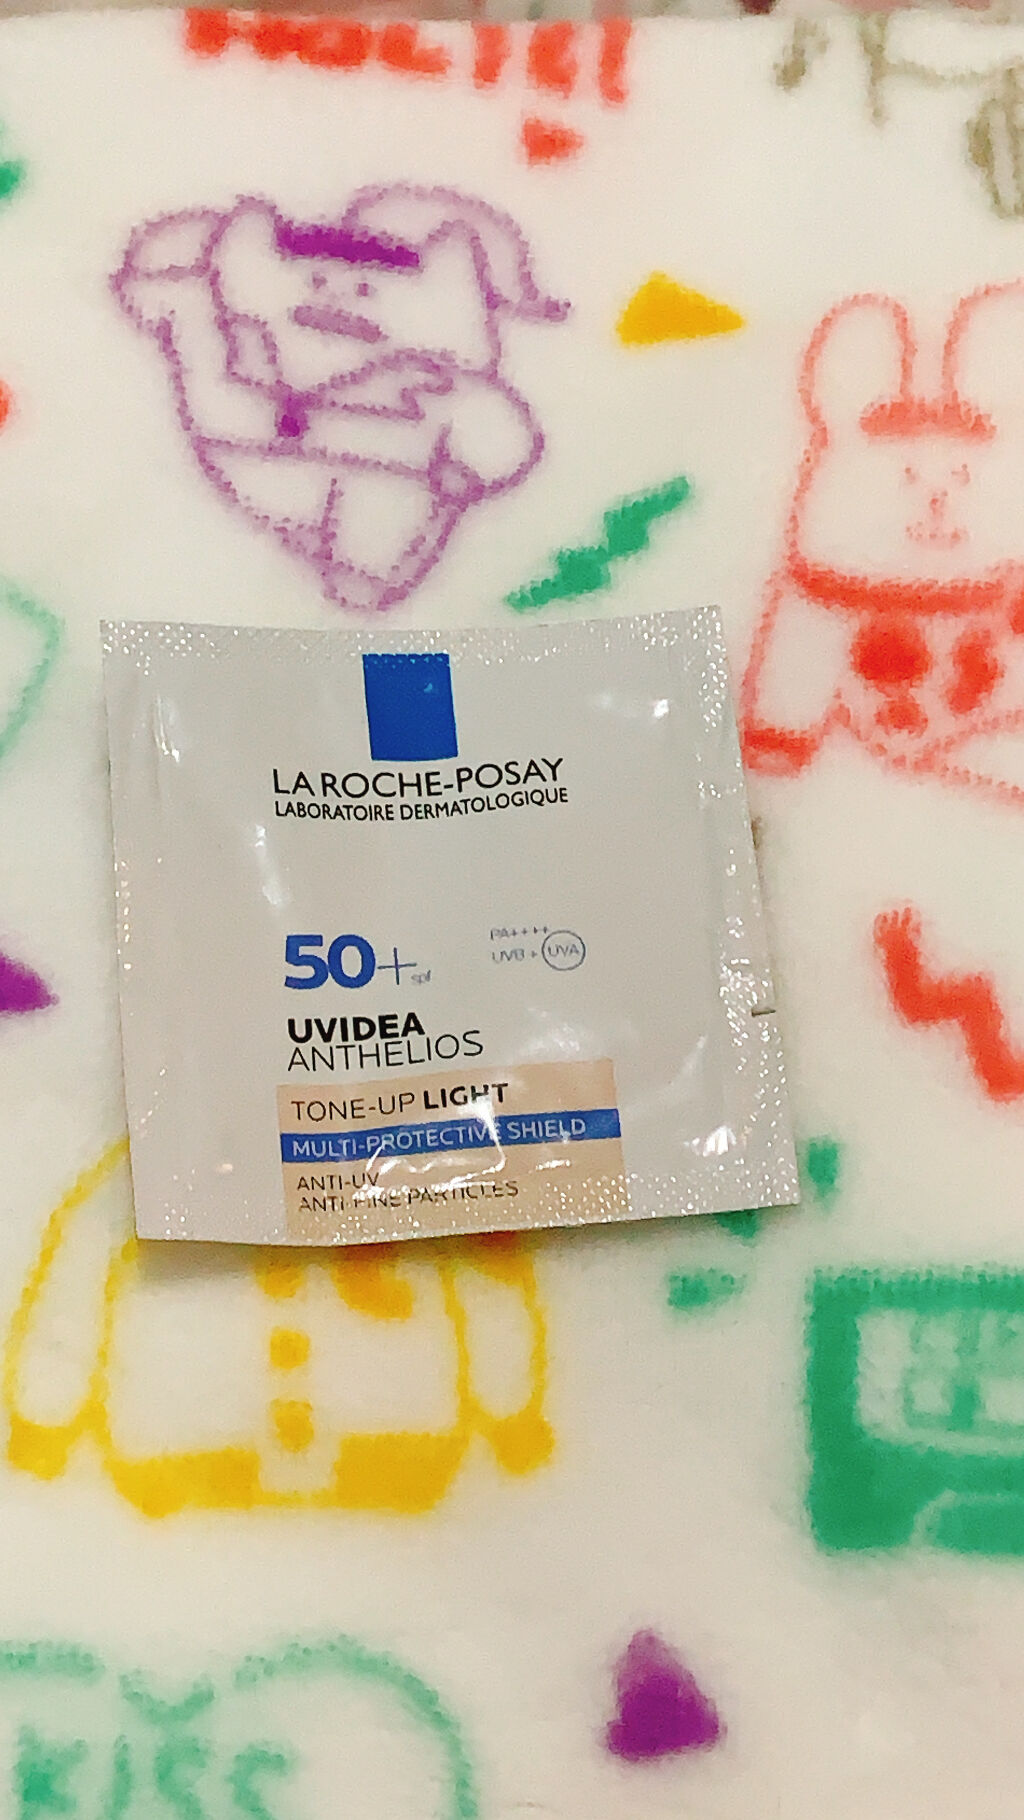 LA ROCHE-POSAY
LABORATOIRE DERMATOLOGIQUE
50+ spf
PA++++
UVB + UVA
UVIDEA
ANTHELIOS
TONE-UP LIGHT
MULTI-PROTECTIVE SHIELD
ANTI-UV
ANTI-FINE PARTICLES